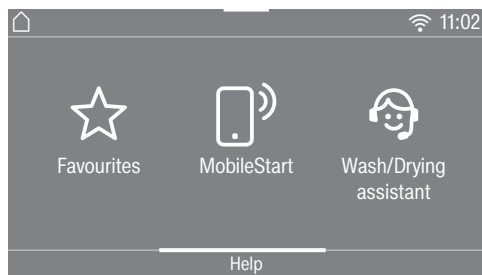 11:02
Favourites
MobileStart
Wash/Drying
assistant
Help